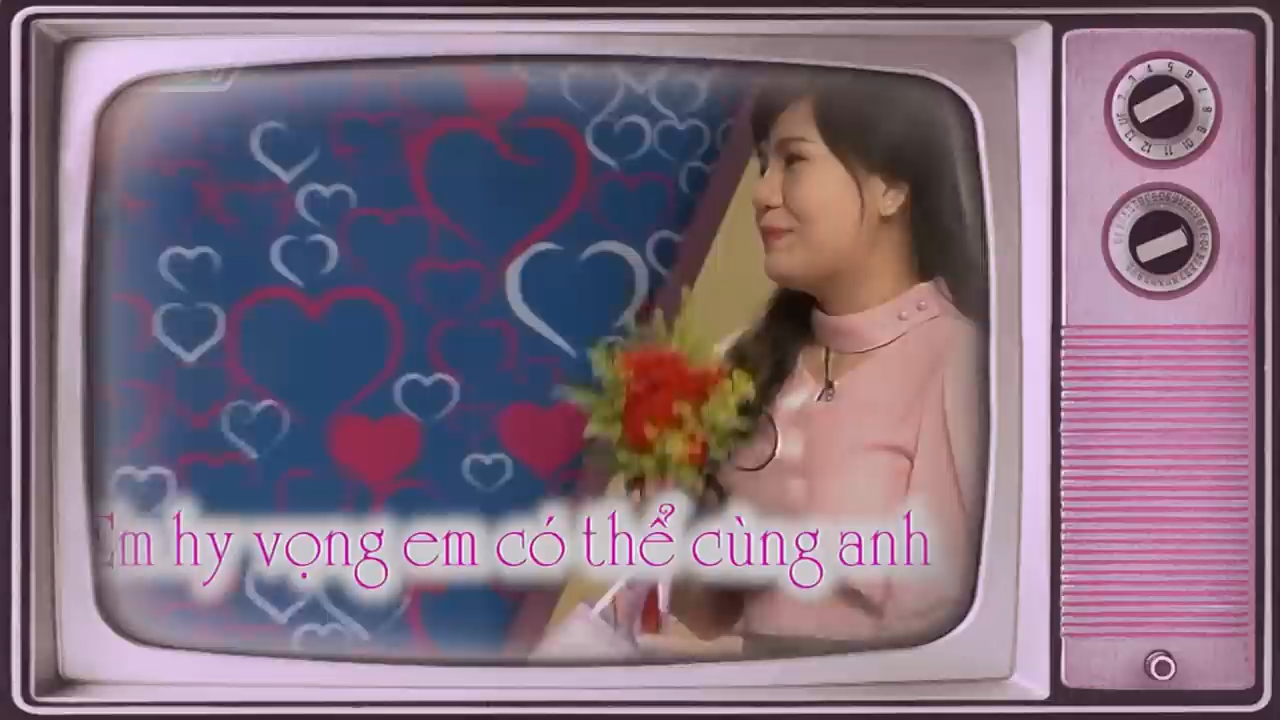 Em hy vọng em có thể cùng anh